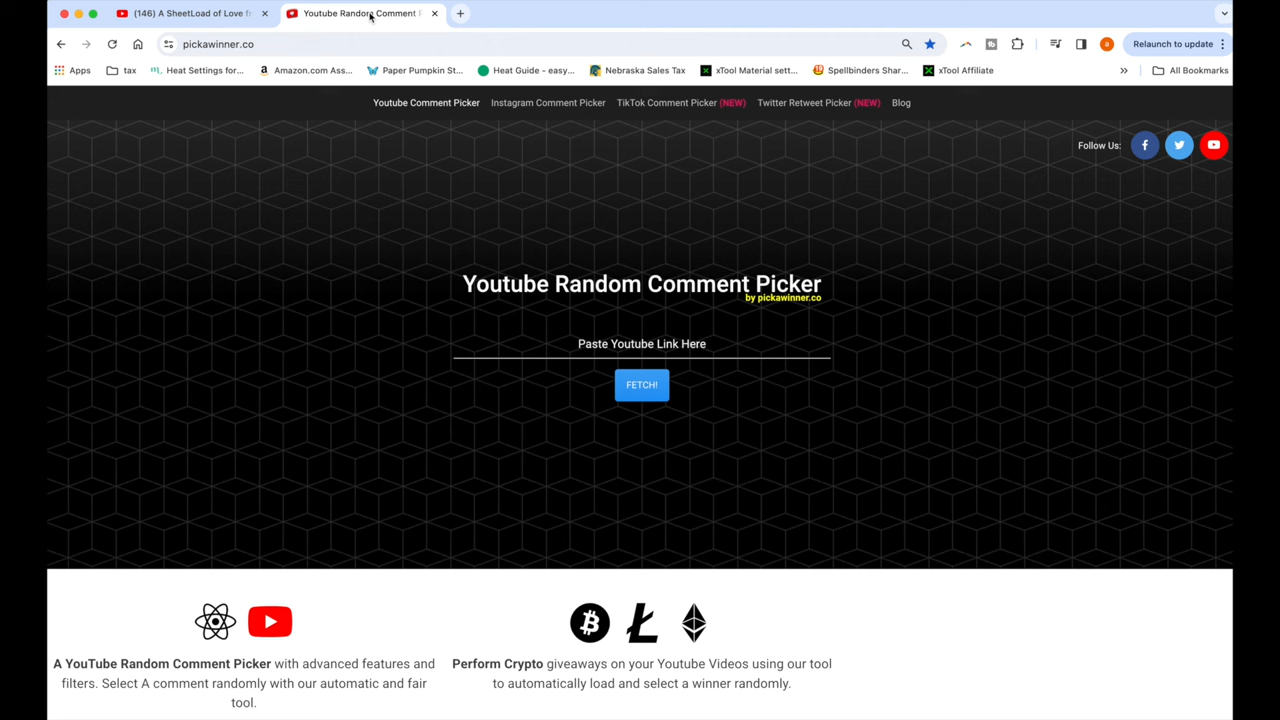 (146) A SheetLoad of Love f
Youtube Random Comment
pickawinner.co
Relaunch to update
Apps
tax
Heat Settings for...
Amazon.com Ass...
Paper Pumpkin St...
Heat Guide - easy...
Nebraska Sales Tax
xTool Material sett...
Spellbinders Shar...
xTool Affiliate
All Bookmarks
Youtube Comment Picker
Instagram Comment Picker
TikTok Comment Picker (NEW)
Twitter Retweet Picker (NEW)
Blog
Follow Us:
Youtube Random Comment Picker
by pickawinner.co
Paste Youtube Link Here
FETCH!
A YouTube Random Comment Picker with advanced features and
filters. Select A comment randomly with our automatic and fair
tool.
Perform Crypto giveaways on your Youtube Videos using our tool
to automatically load and select a winner randomly.